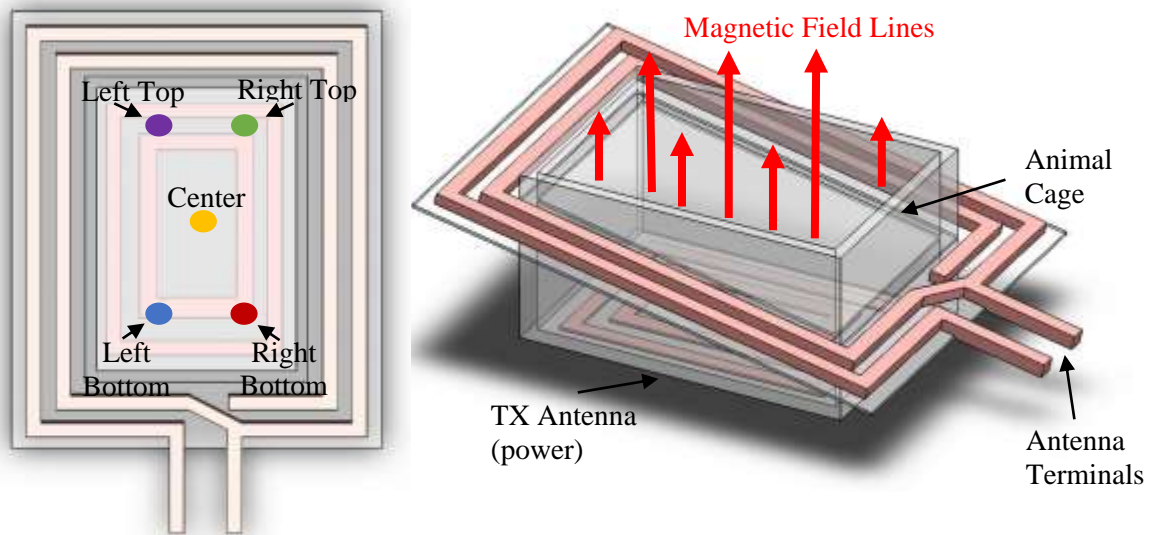 Left Top
Right Top
Center
Left
Bottom
Right
Bottom
Magnetic Field Lines
Animal
Cage
TX Antenna
(power)
Antenna
Terminals